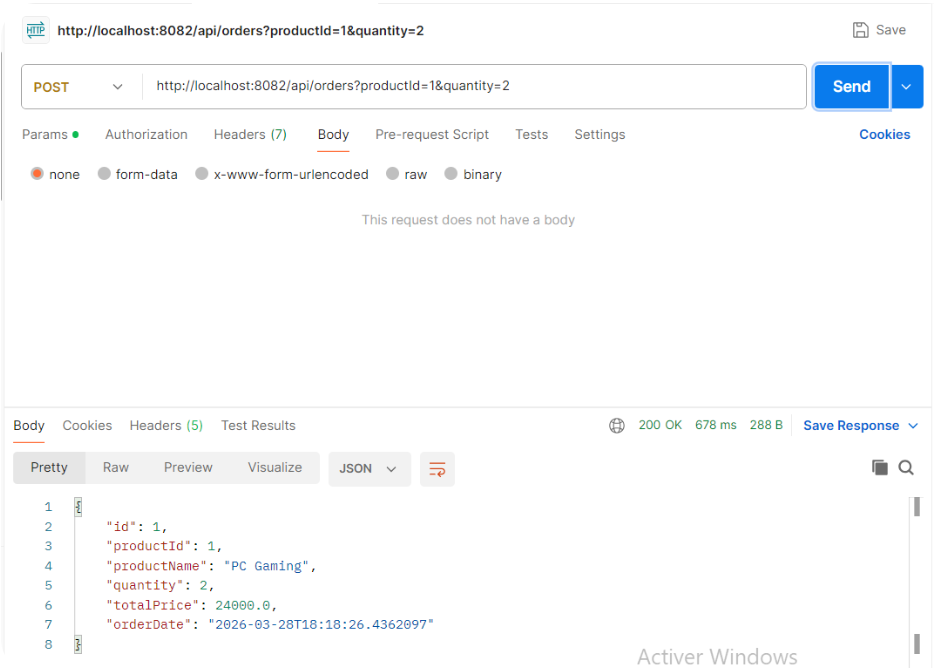 HTTP http://localhost:8082/api/orders?productId=1&quantity=2 Save
POST http://localhost:8082/api/orders?productId=1&quantity=2 Send
Params Authorization Headers (7) Body Pre-request Script Tests Settings Cookies
none form-data x-www-form-urlencoded raw binary
This request does not have a body
Body Cookies Headers (5) Test Results 200 OK 678 ms 288 B Save Response
Pretty Raw Preview Visualize JSON
1 {
2 "id": 1,
3 "productId": 1,
4 "productName": "PC Gaming",
5 "quantity": 2,
6 "totalPrice": 24000.0,
7 "orderDate": "2026-03-28T18:18:26.4362097"
8 }
Activer Windows